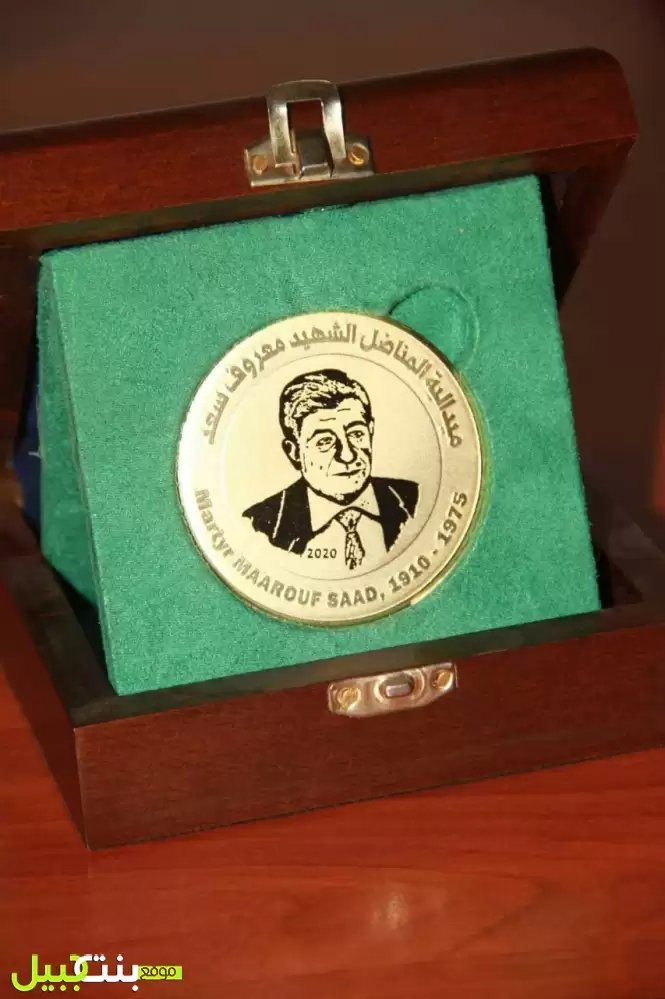 ميدالية المناضل الشهيد معروف سعد
2020
Martyr MAAROUF SAAD, 1910 - 1975
موقع بنت جبيل